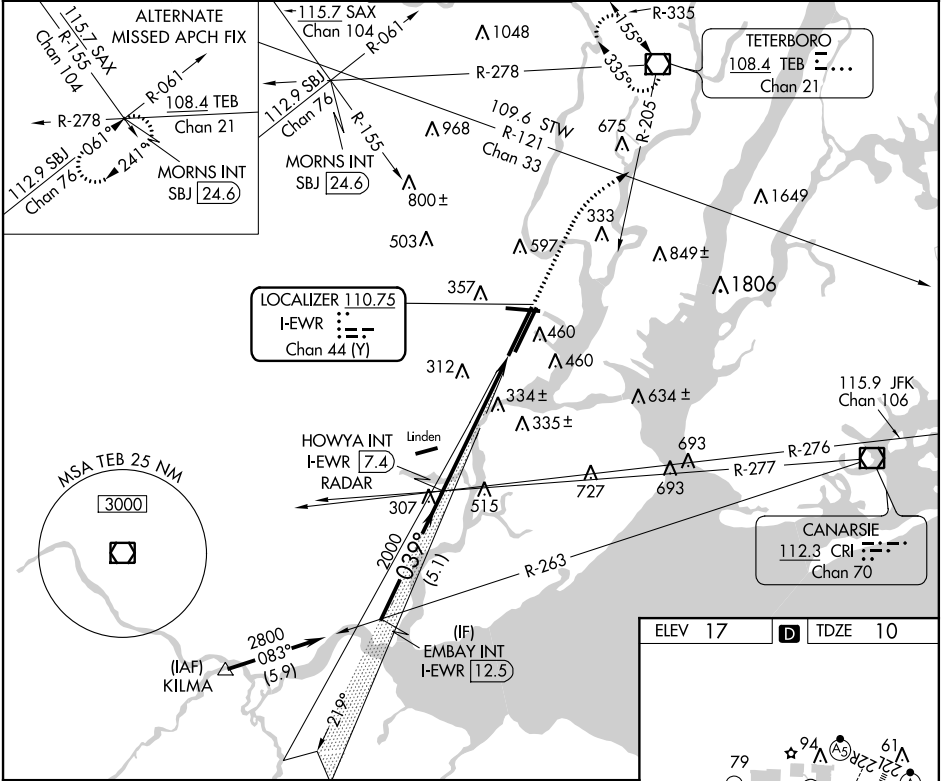 ALTERNATE
MISSED APCH FIX
115.7 SAX
R-155
Chan 104
R-061
108.4 TEB
R-278
Chan 21
061°
241°
112.9 SBJ
Chan 76
MORNS INT
SBJ 24.6
115.7 SAX
Chan 104
R-061
112.9 SBJ
Chan 76
R-155
MORNS INT
SBJ 24.6
1048
R-278
R-335
155°
335°
TETERBORO
108.4 TEB
Chan 21
R-205
109.6 STW
R-121
Chan 33
968
675
800±
1649
503
597
333
849±
1806
357
LOCALIZER 110.75
I-EWR
Chan 44 (Y)
460
460
312
334±
335±
634±
115.9 JFK
Chan 106
HOWYA INT
I-EWR 7.4
RADAR
Linden
693
R-276
R-277
693
727
307
515
MSA TEB 25 NM
3000
2000
039°
(5.1)
R-263
CANARSIE
112.3 CRI
Chan 70
2800
083°
(5.9)
(IAF)
KILMA
(IF)
EMBAY INT
I-EWR 12.5
219°
ELEV 17
D
TDZE 10
79
94
A5
22R
22L
61